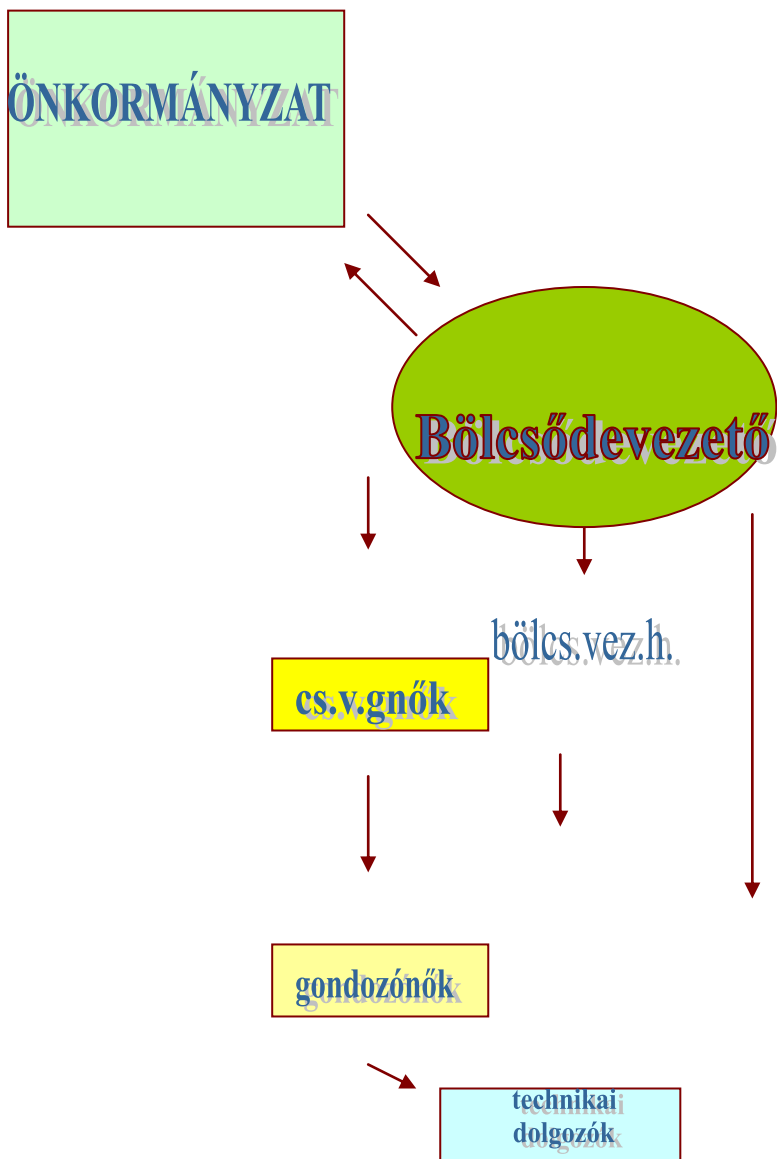 ÖNKORMÁNYZAT
Bölcsődevezető
bölcs.vez.h.
cs.v.gnők
gondozónők
technikai
dolgozók